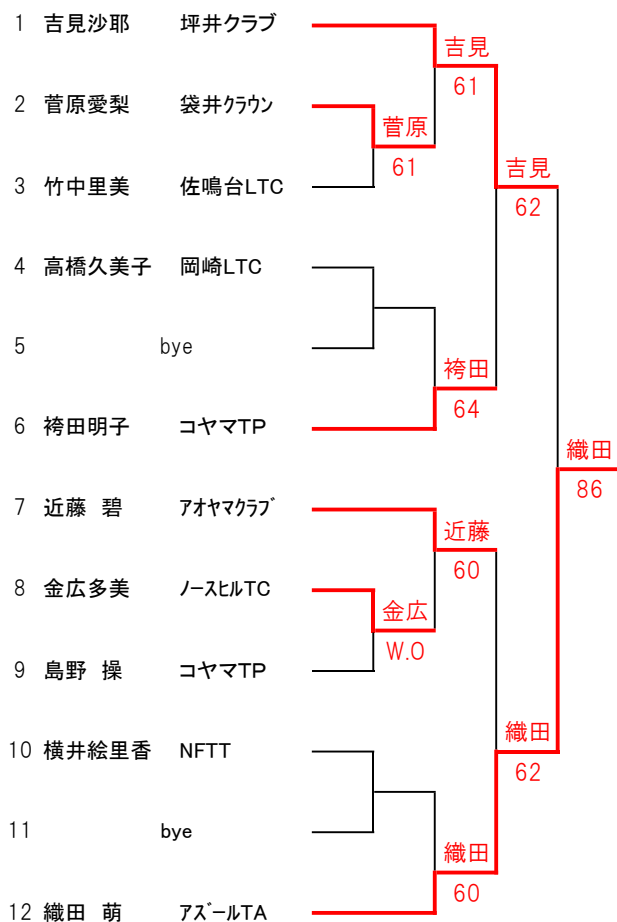 1 吉見沙耶 坪井クラブ
吉見
61
2 菅原愛梨 袋井クラウン
菅原
61
3 竹中里美 佐鳴台LTC
吉見
62
4 高橋久美子 岡崎LTC
5 bye
袴田
64
6 袴田明子 コヤマTP
織田
86
7 近藤 碧 アオヤマクラブ
近藤
60
8 金広多美 ノースヒルTC
金広
W.O
9 島野 操 コヤマTP
織田
62
10 横井絵里香 NFTT
11 bye
織田
60
12 織田 萌 アズールTA